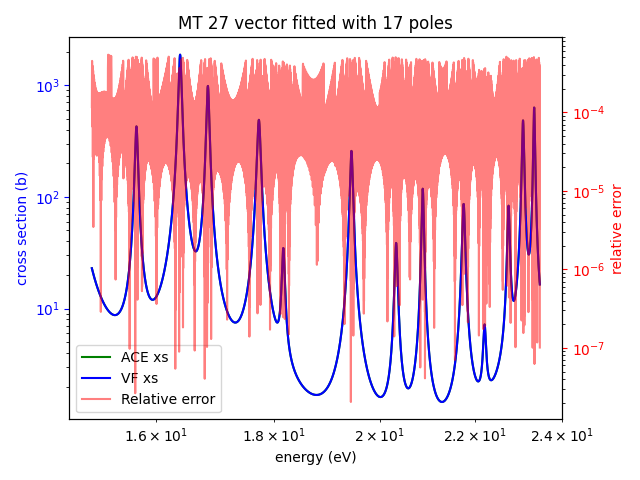 MT 27 vector fitted with 17 poles
10³
10²
10¹
cross section (b)
10⁻⁴
10⁻⁵
10⁻⁶
10⁻⁷
relative error
ACE xs
VF xs
Relative error
1.6 × 10¹ 1.8 × 10¹ 2 × 10¹ 2.2 × 10¹ 2.4 × 10¹
energy (eV)